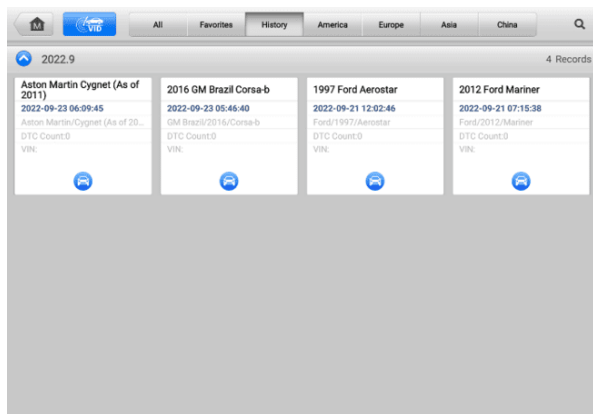 M VID All Favorites History America Europe Asia China
2022.9 4 Records
Aston Martin Cygnet (As of
2011)
2022-09-23 06:09:45
Aston Martin/Cygnet (As of 20...
DTC Count:0
VIN:
2016 GM Brazil Corsa-b
2022-09-23 05:46:40
GM Brazil/2016/Corsa-b
DTC Count:0
VIN:
1997 Ford Aerostar
2022-09-21 12:02:46
Ford/1997/Aerostar
DTC Count:0
VIN:
2012 Ford Mariner
2022-09-21 07:15:38
Ford/2012/Mariner
DTC Count:0
VIN: